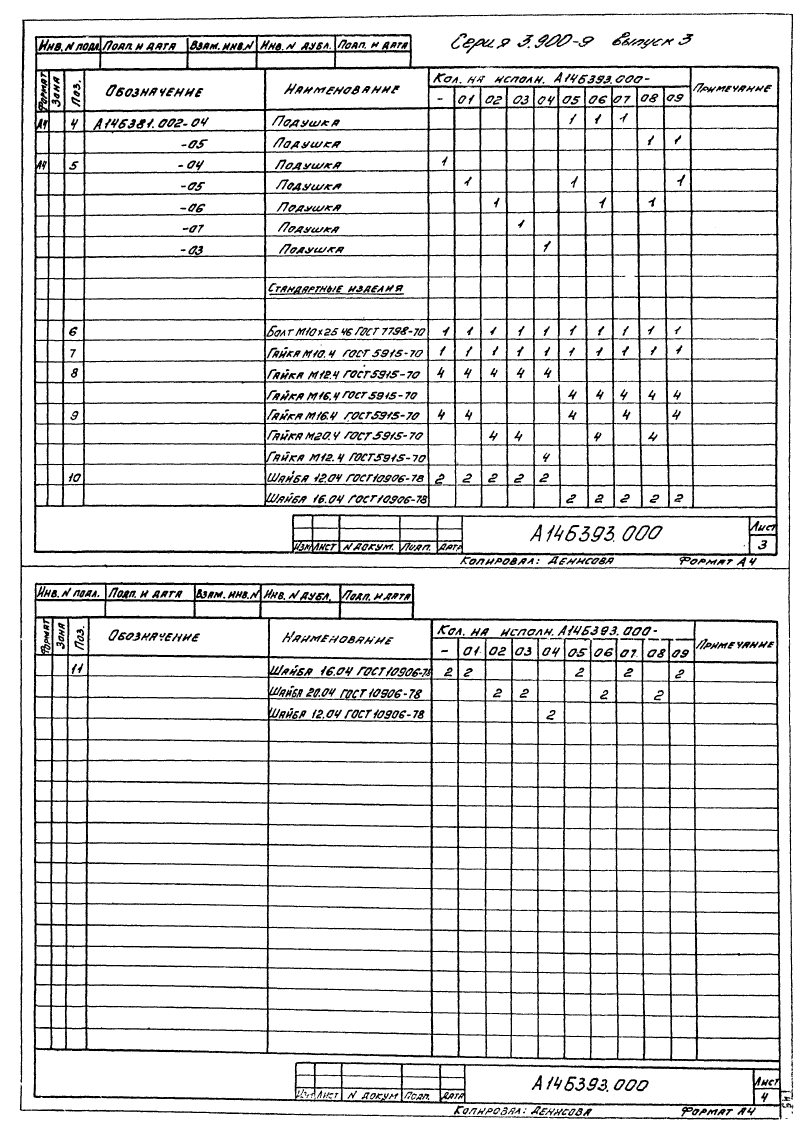 Серия 3.900-9 выпуск 3
Инв. N подл. Подп. и дата Взам. инв. N Инв. N дубл. Подп. и дата
Формат Зона Поз. Обозначение Наименование Кол. на исполн. А14Б393.000- Примечание
- 01 02 03 04 05 06 07 08 09
А4 4 А14Б381.002-04 Подушка 1 1 1
-05 Подушка 1 1
А4 5 -04 Подушка 1
-05 Подушка 1 1 1
-06 Подушка 1 1 1
-07 Подушка 1
-03 Подушка 1
Стандартные изделия
6 Болт М10х25 46 ГОСТ 7798-70 1 1 1 1 1 1 1 1 1 1
7 Гайка М10.4 ГОСТ 5915-70 1 1 1 1 1 1 1 1 1 1
8 Гайка М12.4 ГОСТ 5915-70 4 4 4 4 4
Гайка М16.4 ГОСТ 5915-70 4 4 4 4 4
9 Гайка М16.4 ГОСТ 5915-70 4 4 4 4 4
Гайка М20.4 ГОСТ 5915-70 4 4 4 4
Гайка М12.4 ГОСТ 5915-70 4
10 Шайба 12.04 ГОСТ 10906-78 2 2 2 2 2
Шайба 16.04 ГОСТ 10906-78 2 2 2 2 2
А14Б393.000 Лист
Изм Лист N докум. Подп. Дата 3
Копировал: Денисова Формат А4
Инв. N подл. Подп. и дата Взам. инв. N Инв. N дубл. Подп. и дата
Формат Зона Поз. Обозначение Наименование Кол. на исполн. А14Б393.000- Примечание
- 01 02 03 04 05 06 07 08 09
11 Шайба 16.04 ГОСТ 10906-78 2 2 2 2 2
Шайба 20.04 ГОСТ 10906-78 2 2 2 2
Шайба 12.04 ГОСТ 10906-78 2
А14Б393.000 Лист
Изм Лист N докум Подп. Дата 4
Копировал: Денисова Формат А4